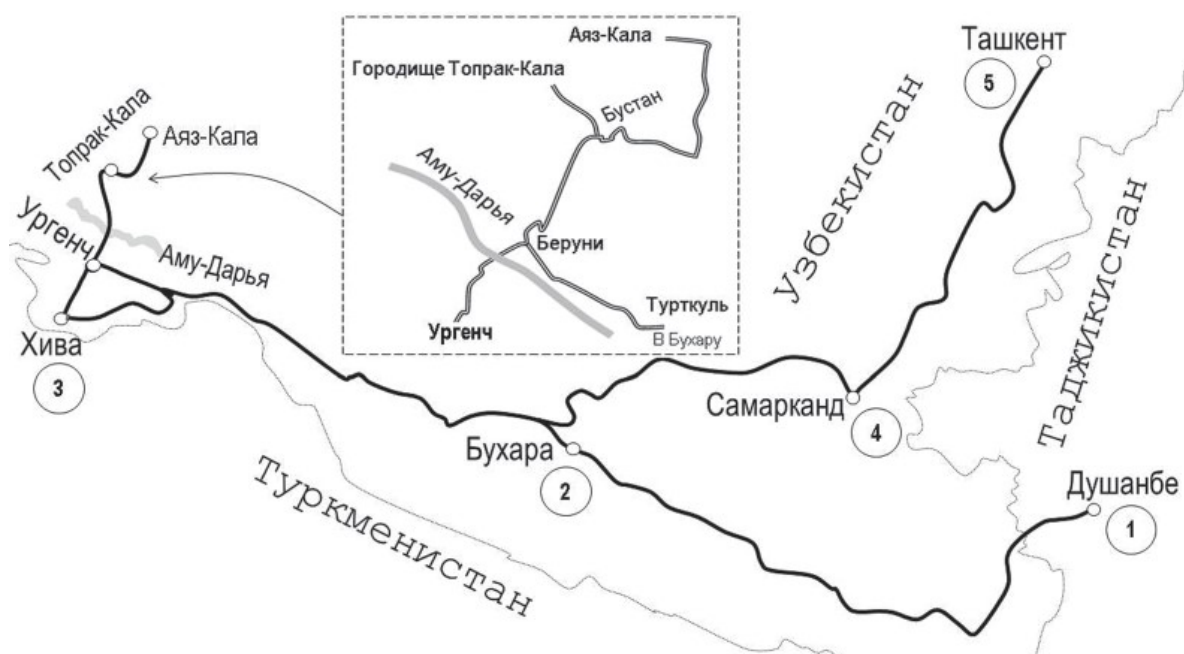 Аяз-Кала
Городище Топрак-Кала
Бустан
Аму-Дарья
Беруни
Турткуль
В Бухару
Ургенч
Ташкент
5
Узбекистан
Таджикистан
Топрак-Кала
Аяз-Кала
Ургенч
Аму-Дарья
Хива
3
Самарканд
4
Бухара
2
Душанбе
1
Туркменистан